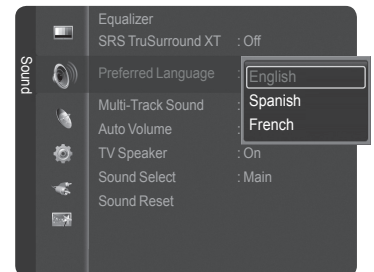 Sound
Equalizer
SRS TruSurround XT : Off
Preferred Language :
English
Spanish
French
Multi-Track Sound :
Auto Volume :
TV Speaker : On
Sound Select : Main
Sound Reset